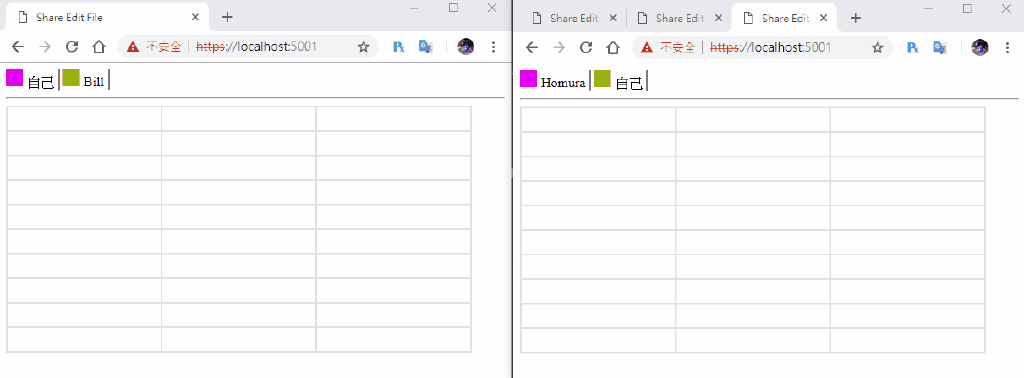 Share Edit File
不安全 https://localhost:5001
自己 Bill
Share Edit Share Edit Share Edit
不安全 https://localhost:5001
Homura 自己